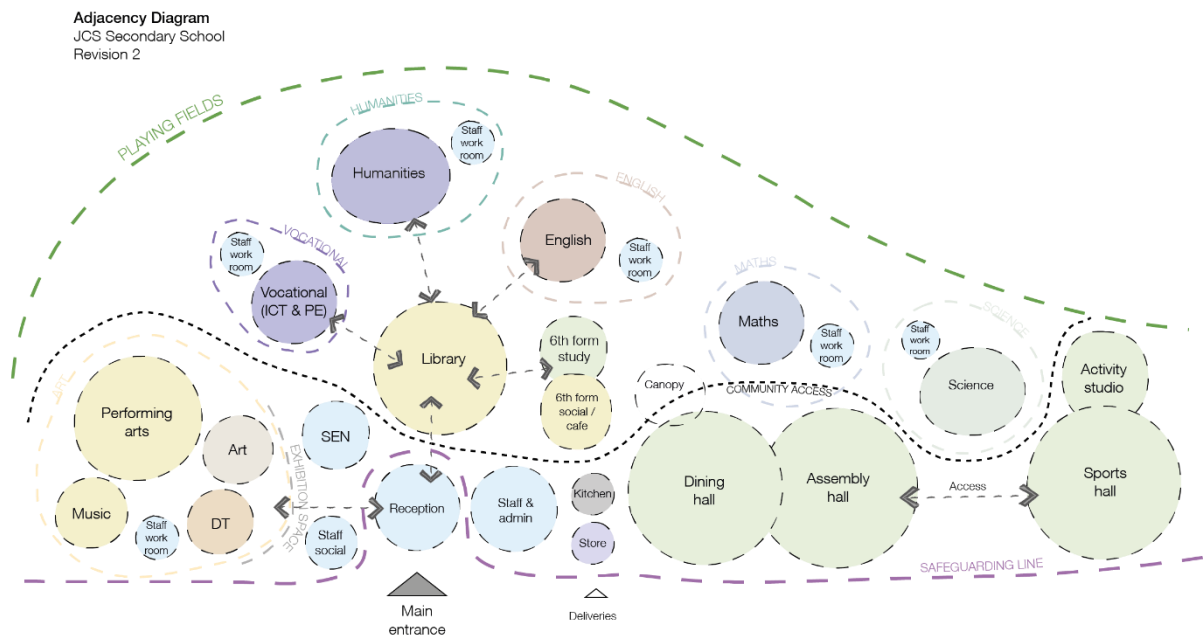 Adjacency Diagram
JCS Secondary School
Revision 2
PLAYING FIELDS
HUMANITIES
Humanities
Staff
work
room
ENGLISH
English
Staff
work
room
VOCATIONAL
Staff
work
room
Vocational
(ICT & PE)
MATHS
Maths
Staff
work
room
SCIENCE
Staff
work
room
Science
Library
6th form
study
6th form
social /
cafe
Canopy
COMMUNITY ACCESS
Activity
studio
ART
Performing
arts
Art
Music
Staff
work
room
DT
EXHIBITION SPACE
SEN
Staff
social
Reception
Staff &
admin
Kitchen
Store
Dining
hall
Assembly
hall
Access
Sports
hall
SAFEGUARDING LINE
Main
entrance
Deliveries